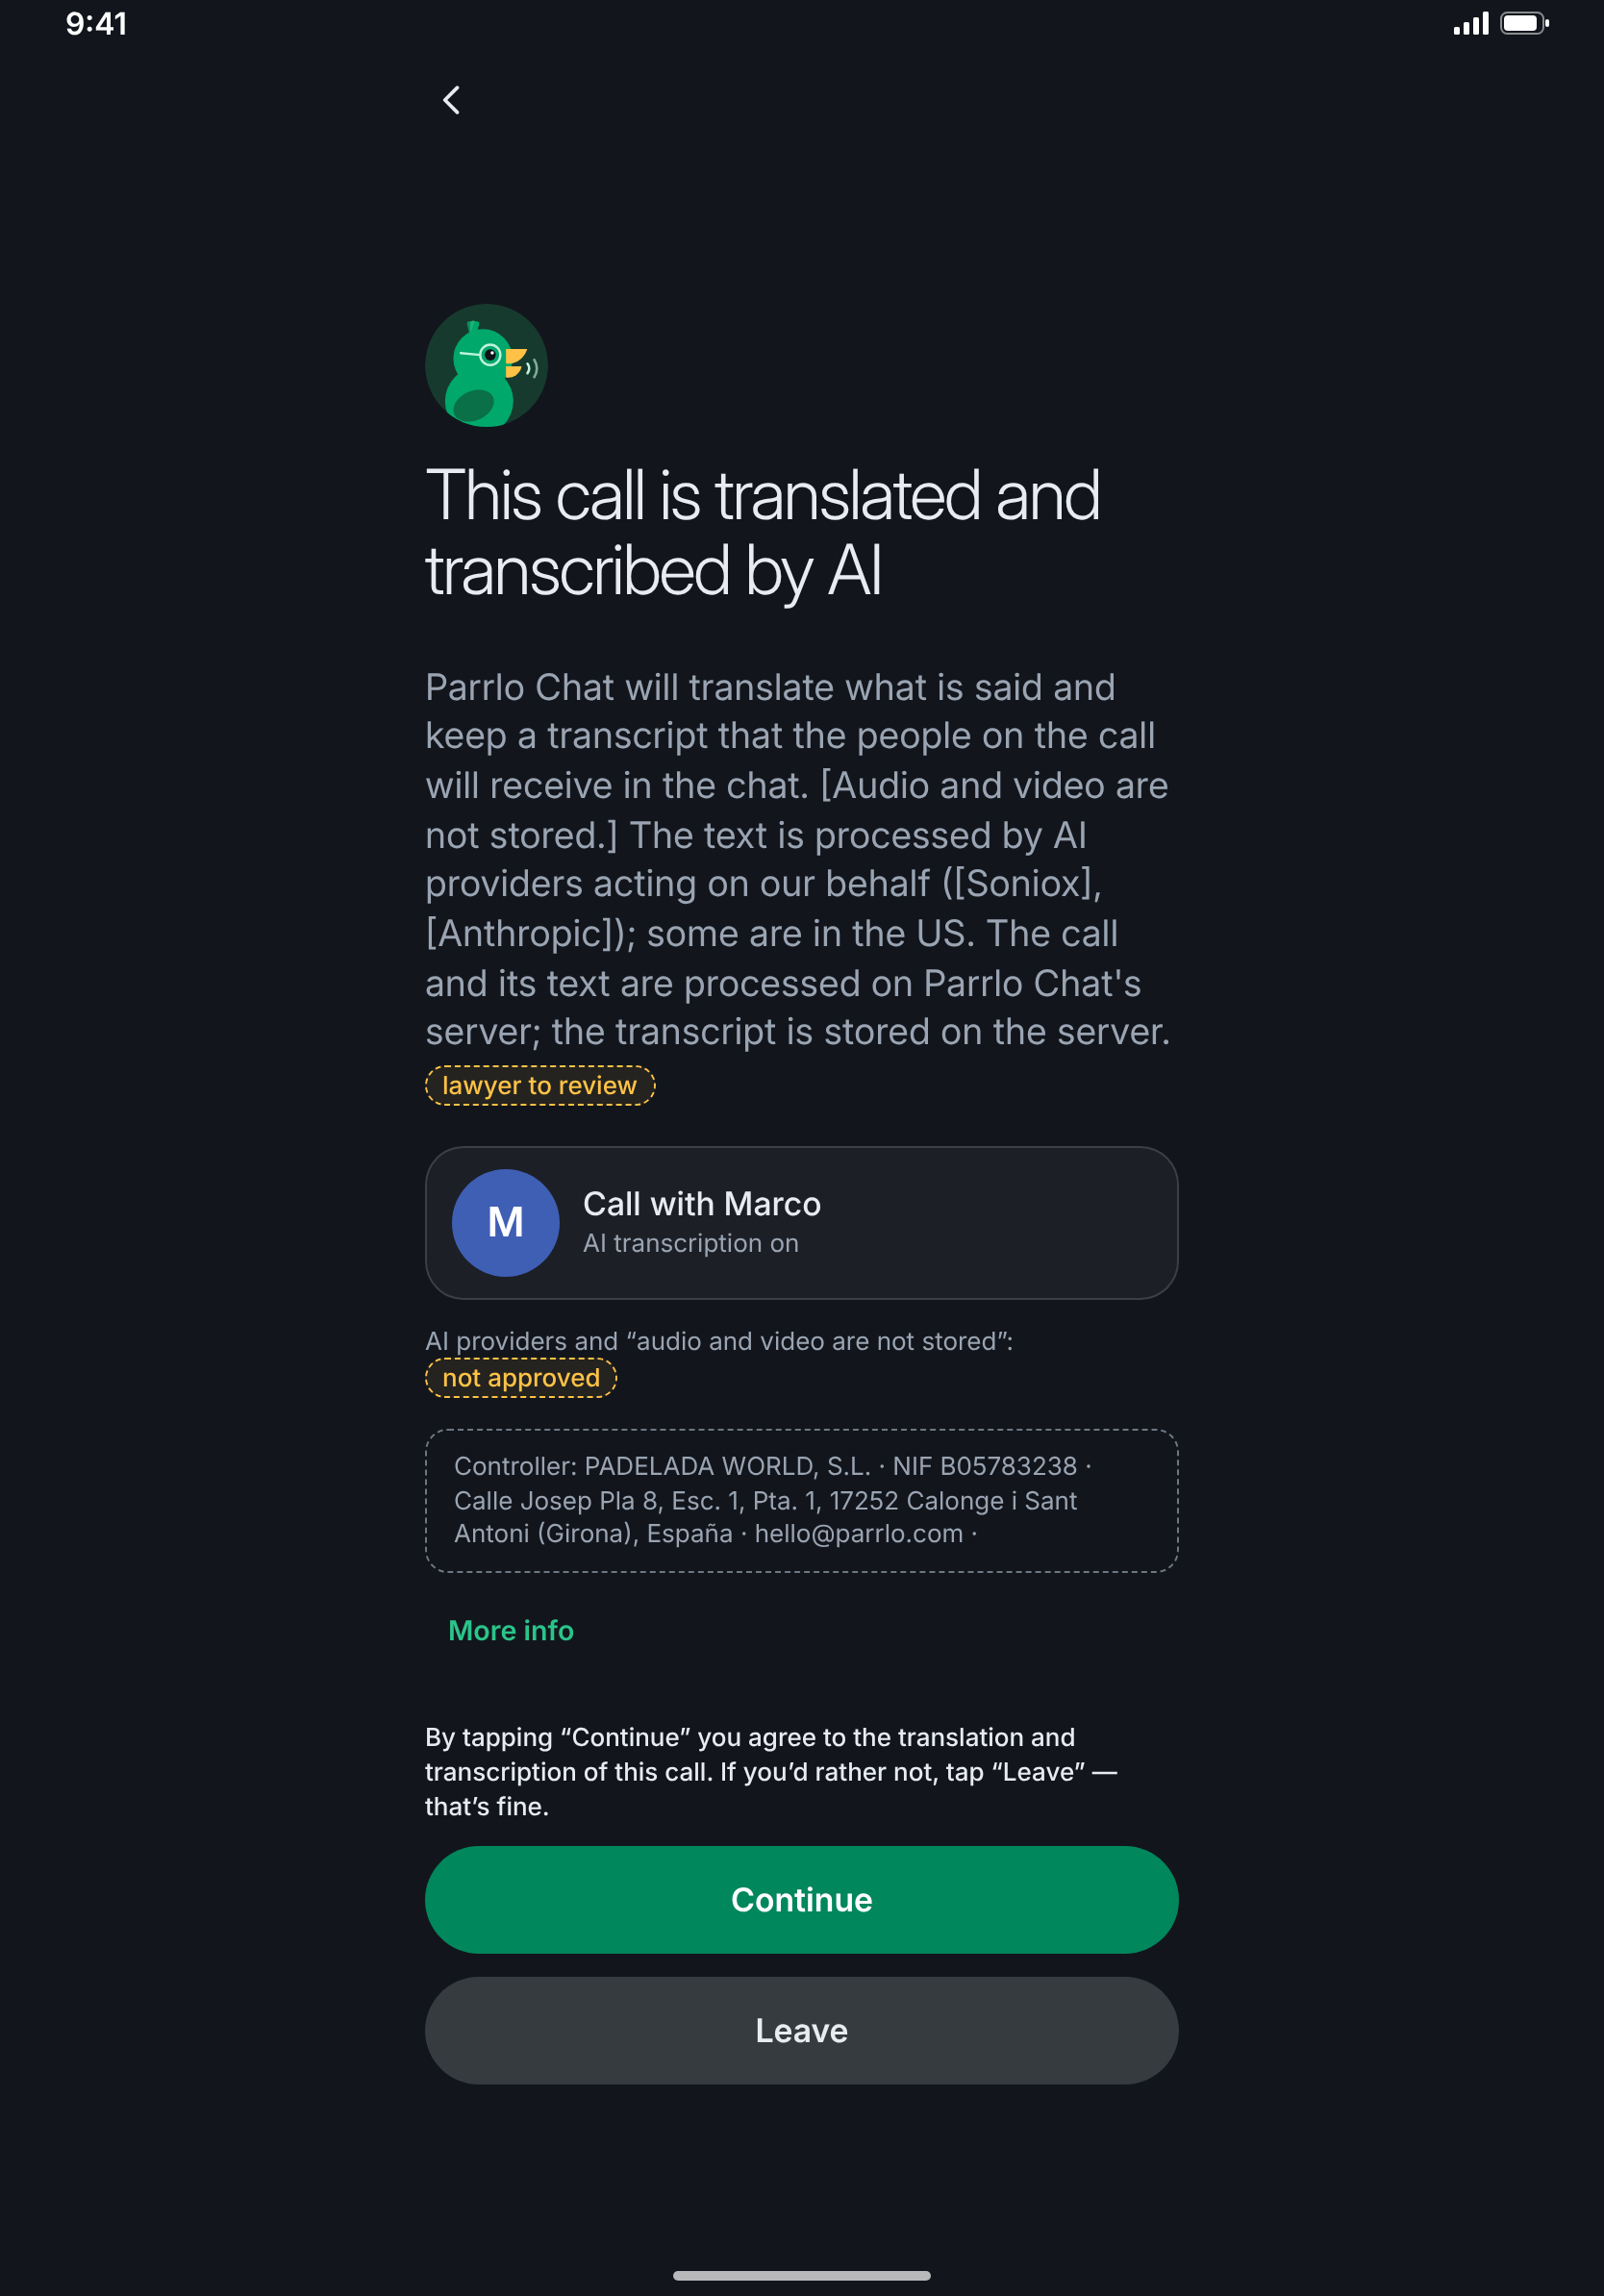 9:41
This call is translated and
transcribed by AI
Parrlo Chat will translate what is said and
keep a transcript that the people on the call
will receive in the chat. [Audio and video are
not stored.] The text is processed by AI
providers acting on our behalf ([Soniox],
[Anthropic]); some are in the US. The call
and its text are processed on Parrlo Chat's
server; the transcript is stored on the server.
lawyer to review
M
Call with Marco
AI transcription on
AI providers and “audio and video are not stored”:
not approved
Controller: PADELADA WORLD, S.L. · NIF B05783238 ·
Calle Josep Pla 8, Esc. 1, Pta. 1, 17252 Calonge i Sant
Antoni (Girona), España · hello@parrlo.com ·
More info
By tapping “Continue” you agree to the translation and
transcription of this call. If you’d rather not, tap “Leave” —
that’s fine.
Continue
Leave